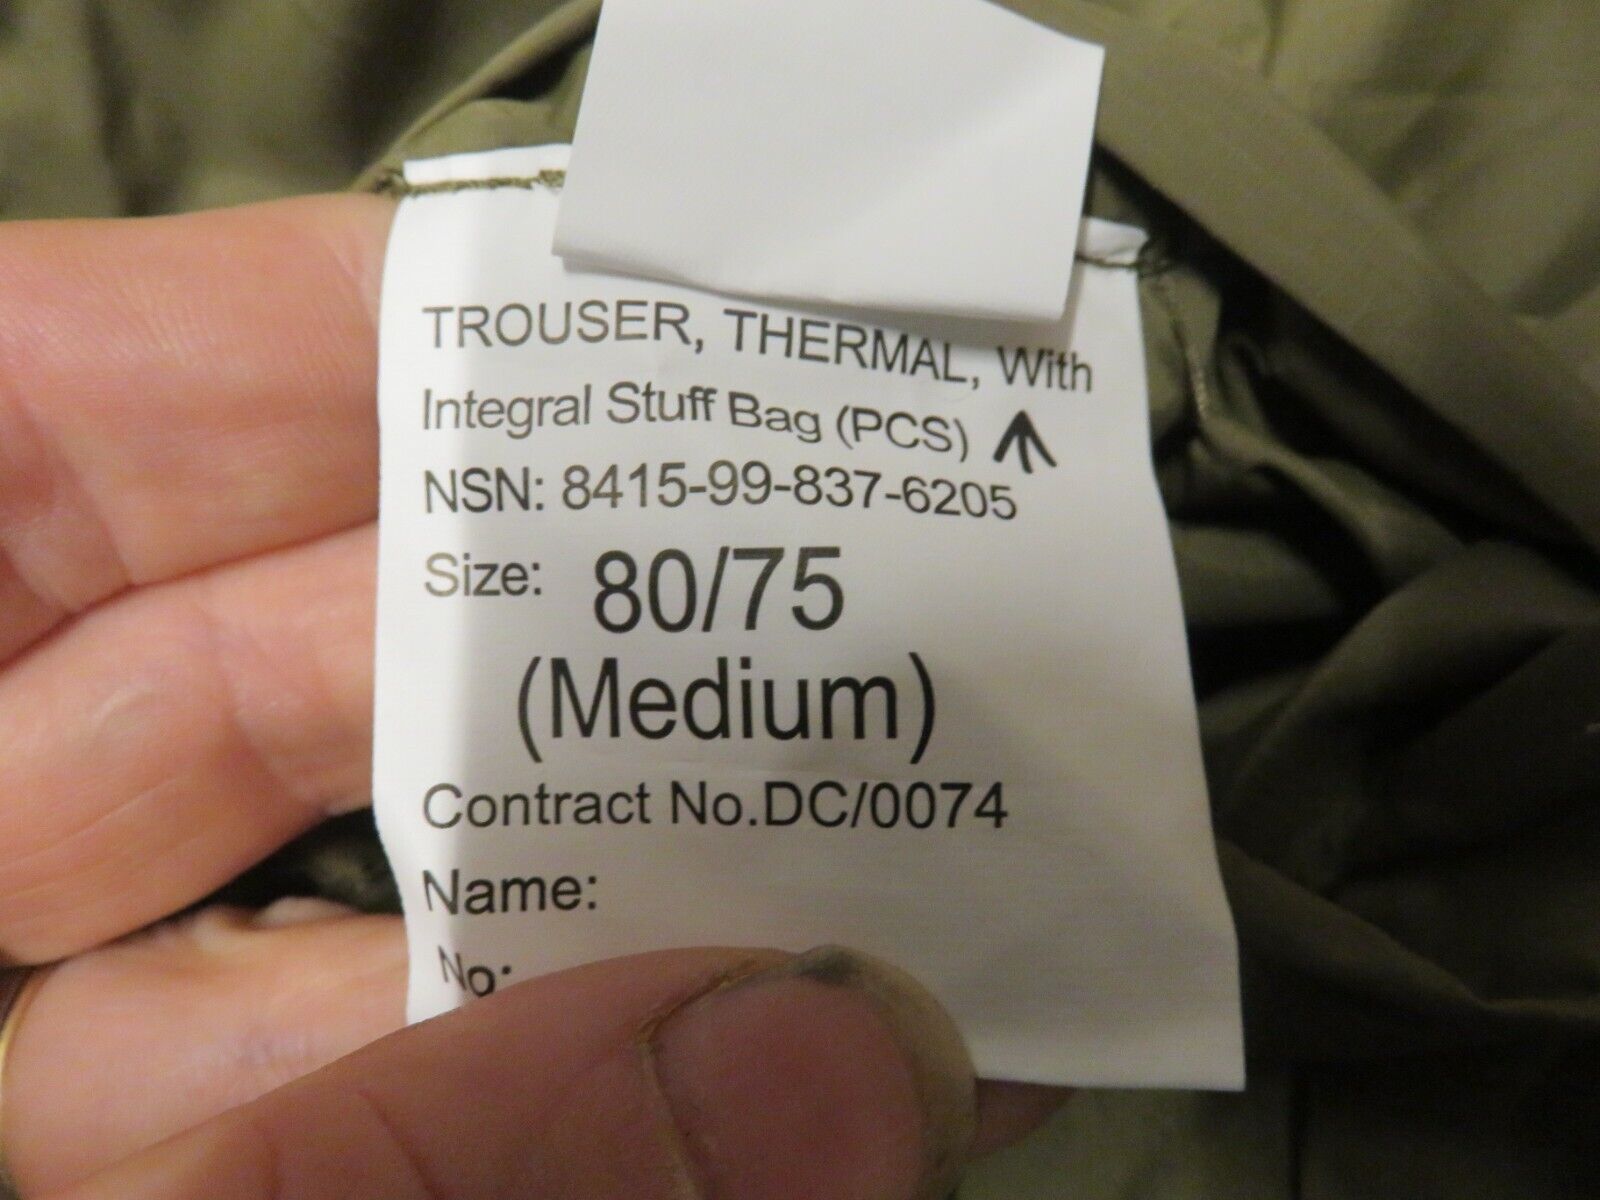 TROUSER, THERMAL, With
Integral Stuff Bag (PCS)
NSN: 8415-99-837-6205
Size: 80/75
(Medium)
Contract No.DC/0074
Name:
No: